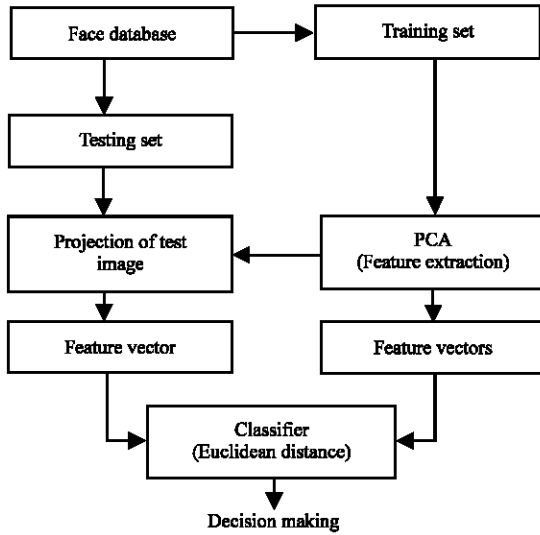 Face database
Training set
Testing set
Projection of test
image
PCA
(Feature extraction)
Feature vector
Feature vectors
Classifier
(Euclidean distance)
Decision making